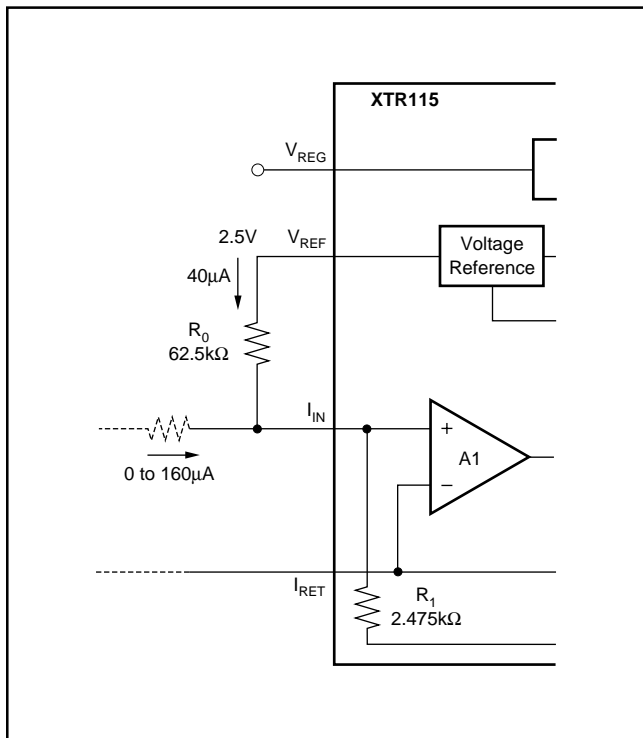 XTR115
V_REG
2.5V
V_REF
Voltage
Reference
40μA
R_0
62.5kΩ
I_IN
+
A1
0 to 160μA
–
I_RET
R_1
2.475kΩ